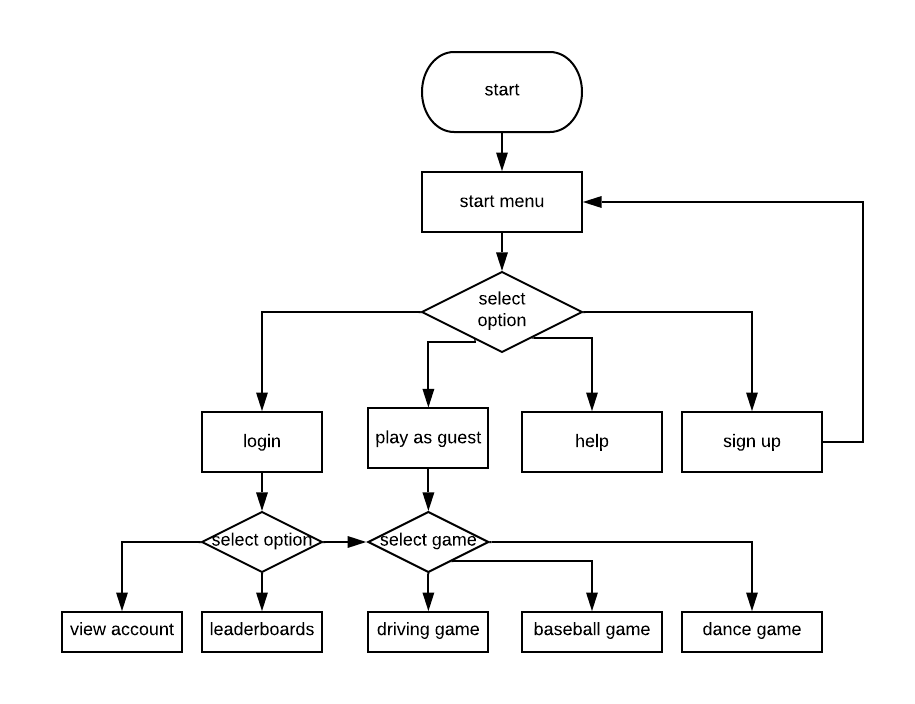 start
start menu
select
option
login
play as guest
help
sign up
select option
select game
view account
leaderboards
driving game
baseball game
dance game